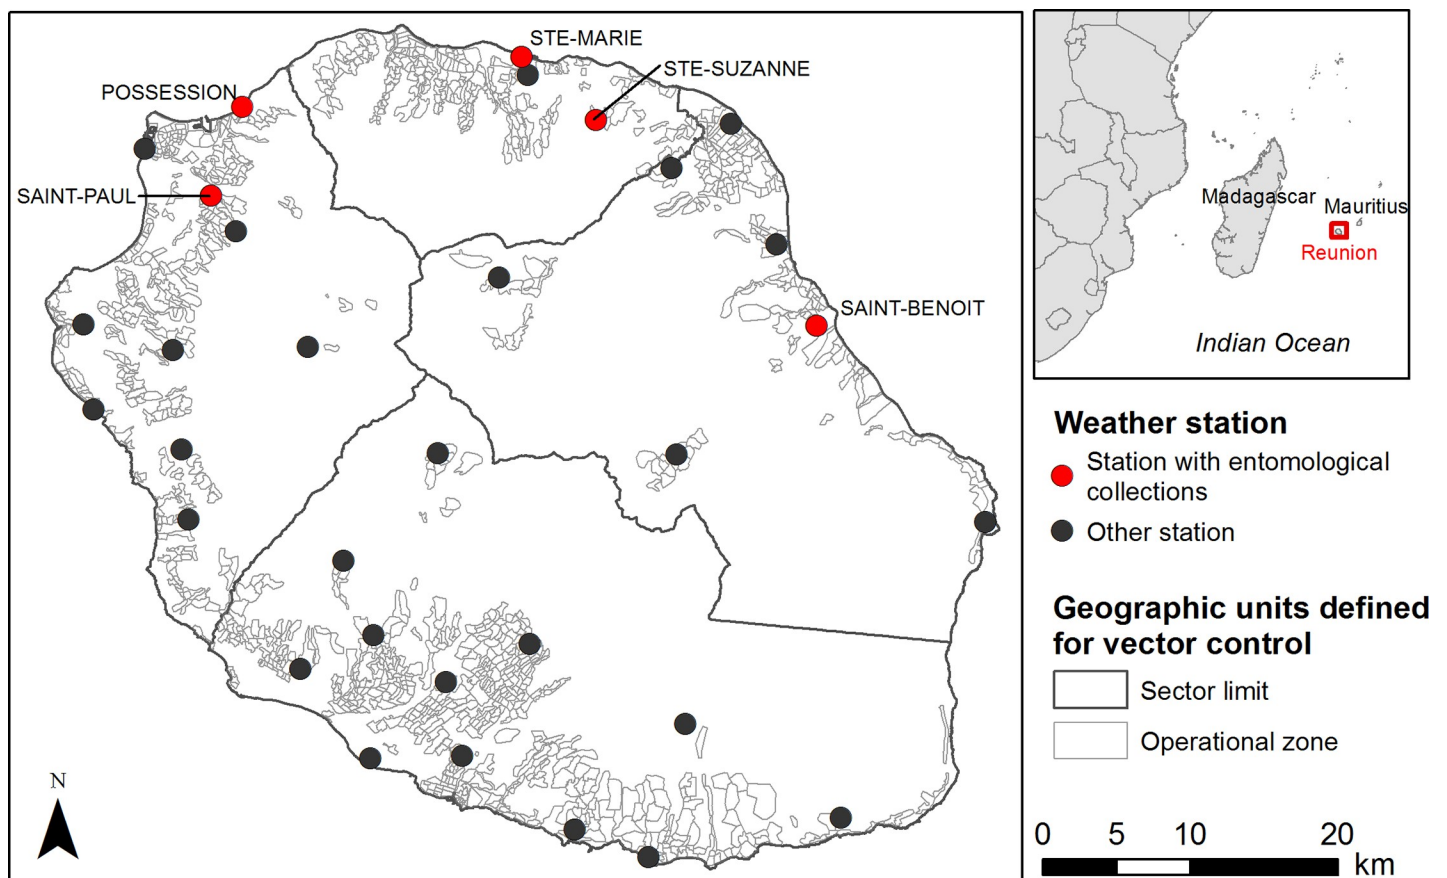 STE-MARIE
STE-SUZANNE
POSSESSION
SAINT-PAUL
SAINT-BENOIT
N
Madagascar
Mauritius
Reunion
Indian Ocean
Weather station
Station with entomological
collections
Other station
Geographic units defined
for vector control
Sector limit
Operational zone
0 5 10 20
km